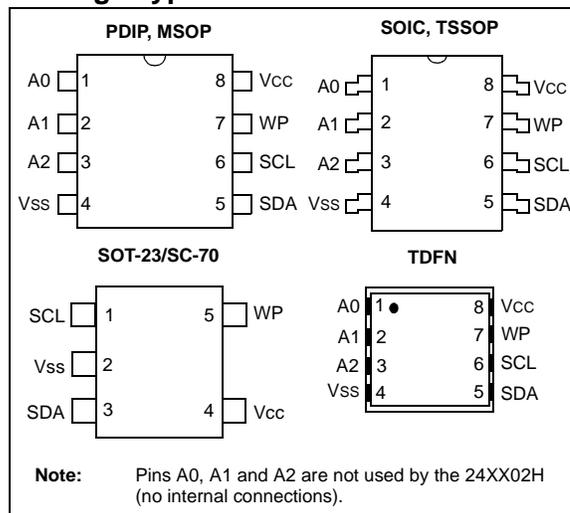 PDIP, MSOP
A0 1 8 VCC
A1 2 7 WP
A2 3 6 SCL
VSS 4 5 SDA
SOIC, TSSOP
A0 1 8 VCC
A1 2 7 WP
A2 3 6 SCL
VSS 4 5 SDA
SOT-23/SC-70
SCL 1 5 WP
VSS 2
SDA 3 4 Vcc
TDFN
A0 1 8 VCC
A1 2 7 WP
A2 3 6 SCL
VSS 4 5 SDA
Note: Pins A0, A1 and A2 are not used by the 24XX02H
(no internal connections).